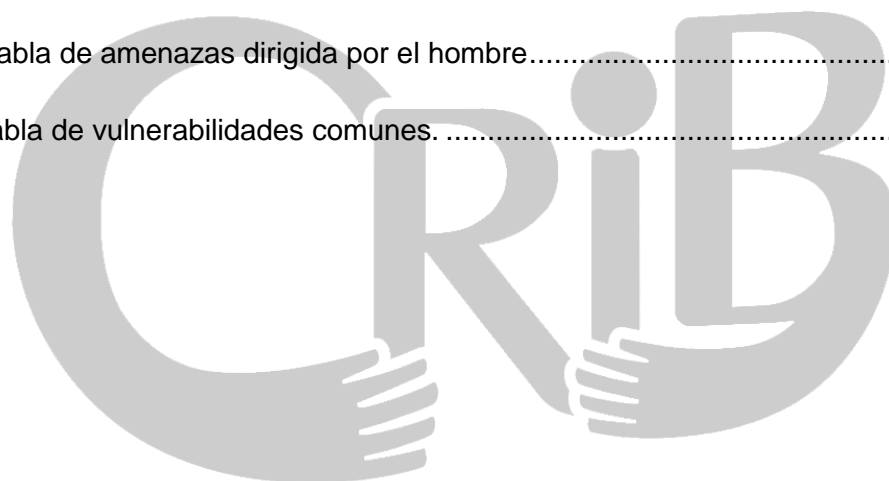 abla de amenazas dirigida por el hombre..............................................
abla de vulnerabilidades comunes. .......................................................
CRiB